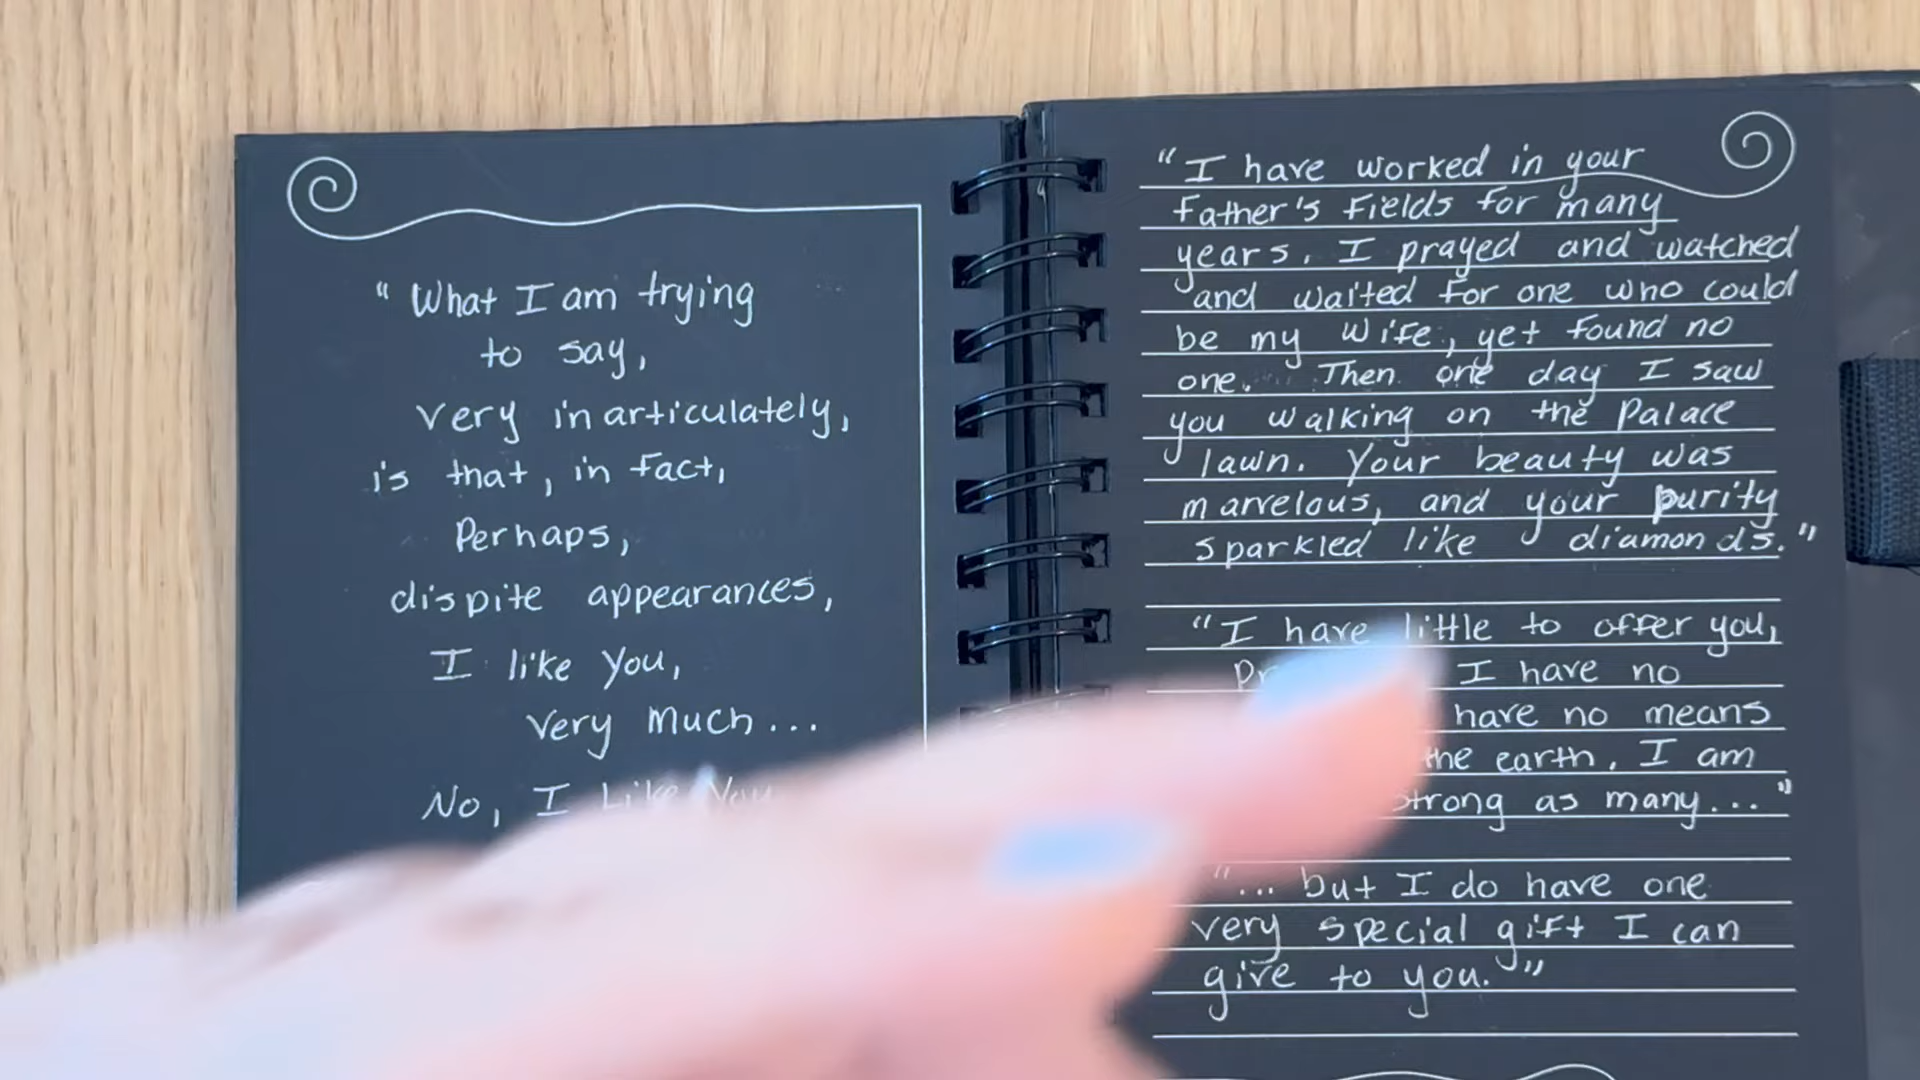 " What I am trying
to say,
very inarticulately,
is that, in fact,
Perhaps,
dispite appearances,
I like you,
Very much...
No, I Like You
"I have worked in your
Father's Fields for many
years. I prayed and watched
and waited for one who could
be my wife, yet found no
one. Then one day I saw
you walking on the Palace
lawn. Your beauty was
marvelous, and your purity
sparkled like diamonds."
"I have little to offer you,
I have no
have no means
the earth. I am
strong as many..."
"... but I do have one
very special gift I can
give to you."